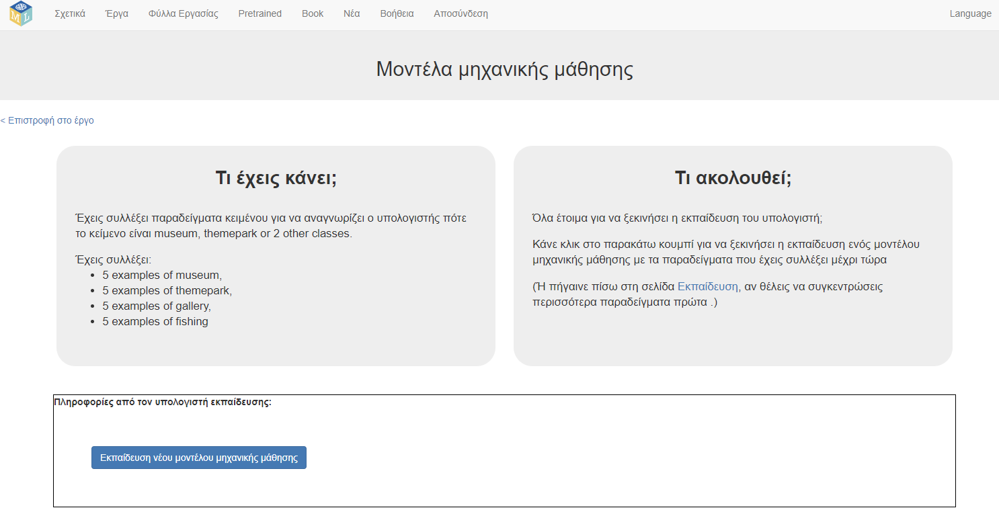 M L
Σχετικά Έργα Φύλλα Εργασίας Pretrained Book Νέα Βοήθεια Αποσύνδεση Language
Μοντέλα μηχανικής μάθησης
< Επιστροφή στο έργο
Τι έχεις κάνει;
Έχεις συλλέξει παραδείγματα κειμένου για να αναγνωρίζει ο υπολογιστής πότε
το κείμενο είναι museum, themepark or 2 other classes.
Έχεις συλλέξει:
• 5 examples of museum,
• 5 examples of themepark,
• 5 examples of gallery,
• 5 examples of fishing
Τι ακολουθεί;
Όλα έτοιμα για να ξεκινήσει η εκπαίδευση του υπολογιστή;
Κάνε κλικ στο παρακάτω κουμπί για να ξεκινήσει η εκπαίδευση ενός μοντέλου
μηχανικής μάθησης με τα παραδείγματα που έχεις συλλέξει μέχρι τώρα
(Ή πήγαινε πίσω στη σελίδα Εκπαίδευση, αν θέλεις να συγκεντρώσεις
περισσότερα παραδείγματα πρώτα .)
Πληροφορίες από τον υπολογιστή εκπαίδευσης:
Εκπαίδευση νέου μοντέλου μηχανικής μάθησης